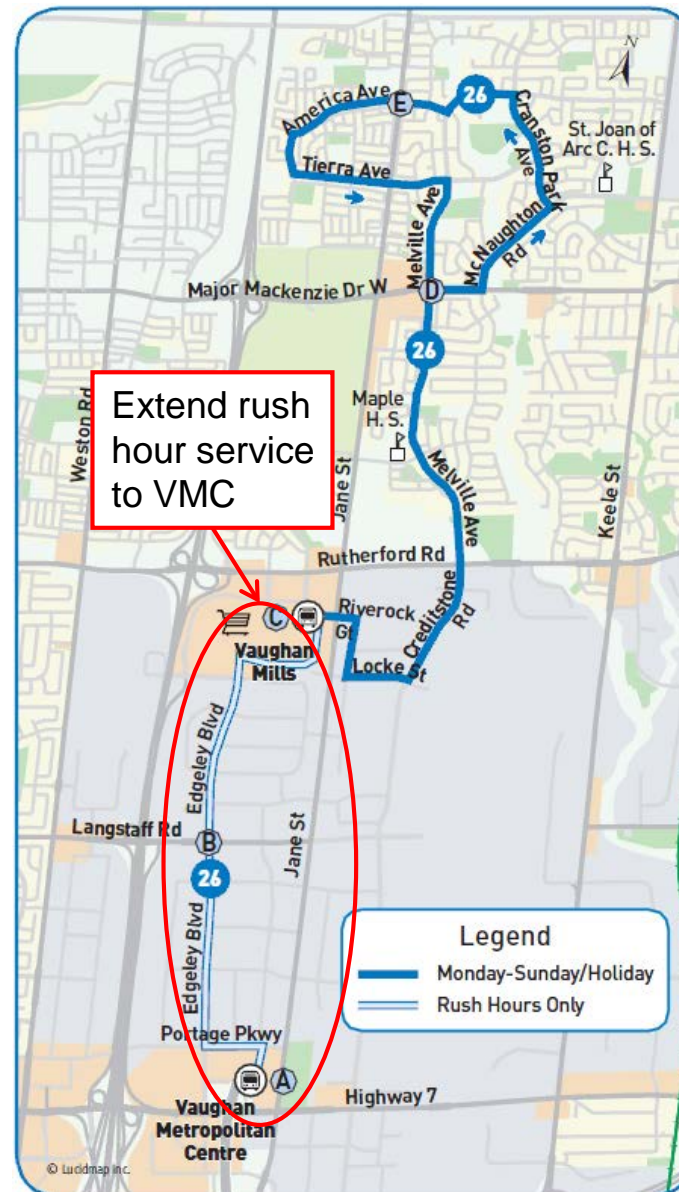 N
26
America Ave
E
Cranston Park
Ave
St. Joan of
Arc C. H. S.
Tierra Ave
Melville Ave
McNaughton
Rd
Major Mackenzie Dr W
D
26
Extend rush
hour service
to VMC
Weston Rd
Maple
H. S.
Jane St
Melville Ave
Keele St
Rutherford Rd
C
Riverock
Gt
Creditstone
Rd
Vaughan
Mills
Locke St
Edgeley Blvd
Langstaff Rd
B
Jane St
26
Edgeley Blvd
Legend
Monday-Sunday/Holiday
Rush Hours Only
Portage Pkwy
A
Highway 7
Vaughan
Metropolitan
Centre
© Lucidmap Inc.